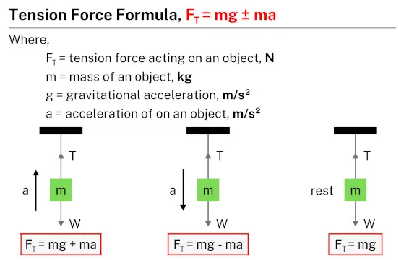 Tension Force Formula, F_T = mg ± ma
Where,
F_T = tension force acting on an object, N
m = mass of an object, kg
g = gravitational acceleration, m/s²
a = acceleration of on an object, m/s²
T T T
a m a m rest m
W W W
F_T = mg + ma F_T = mg - ma F_T = mg